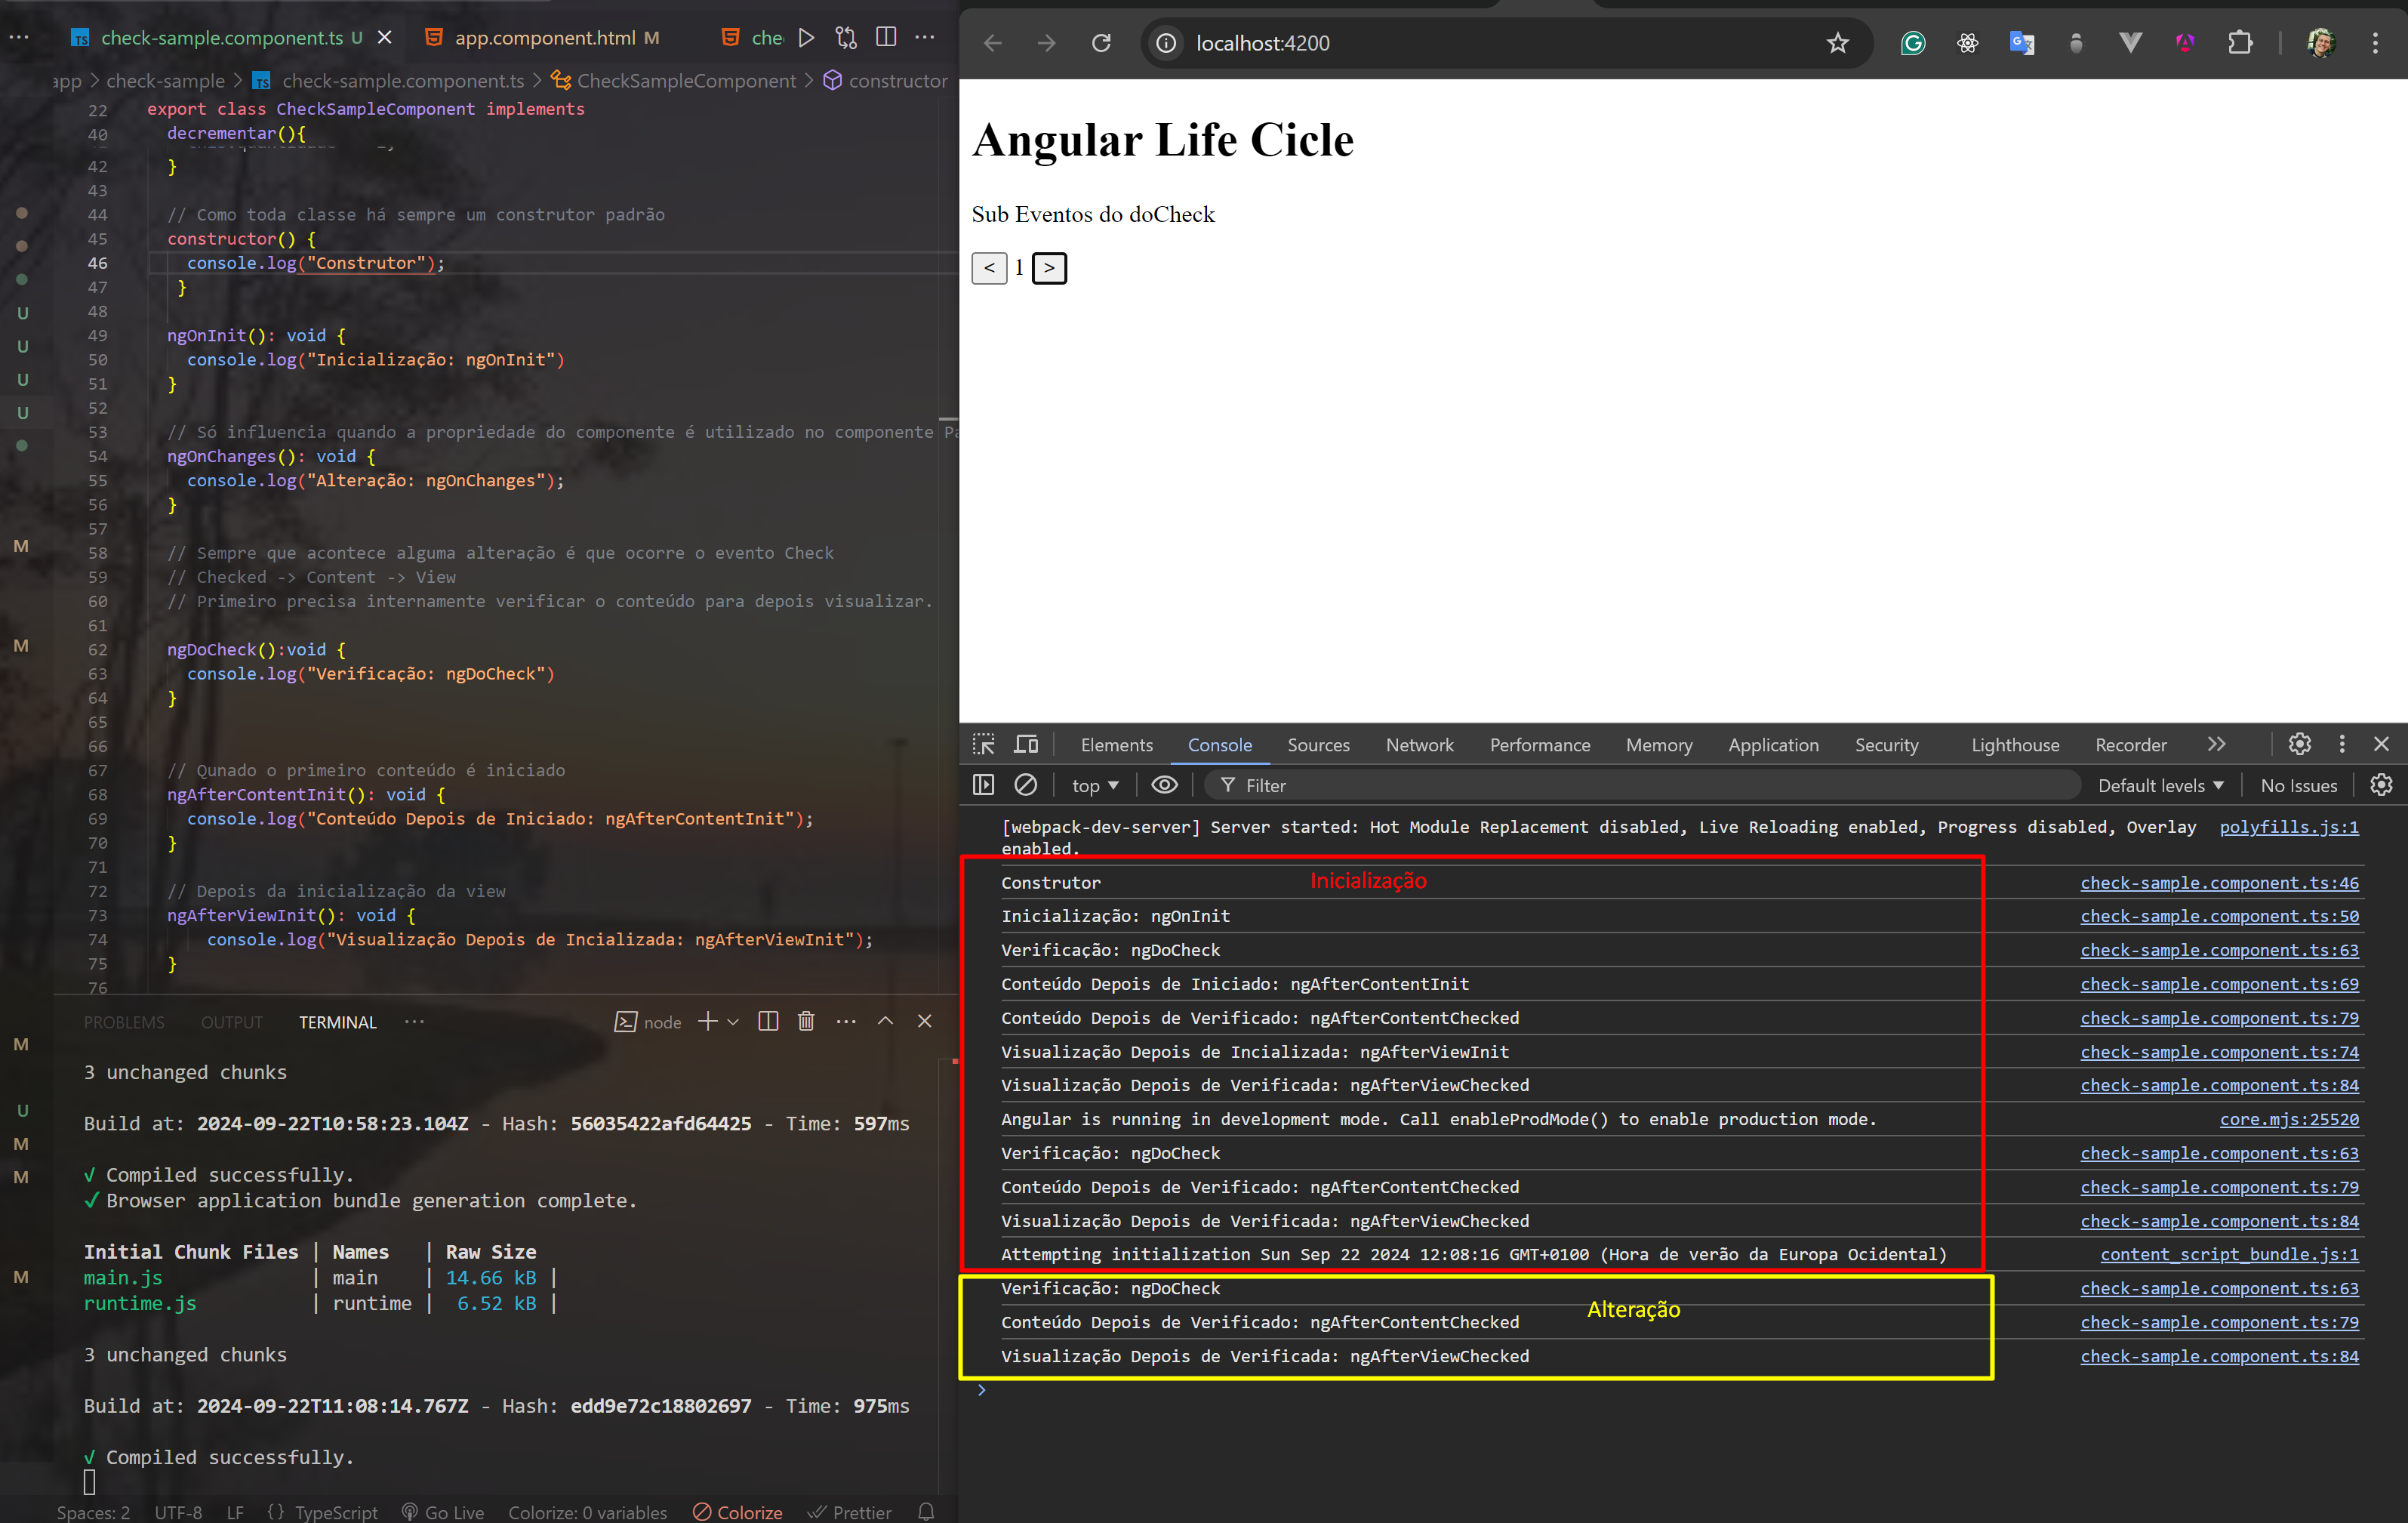 check-sample.component.ts U
app.component.html M
che
app > check-sample > check-sample.component.ts > CheckSampleComponent > constructor
22 export class CheckSampleComponent implements
40 decrementar(){
42 }
43
44 // Como toda classe há sempre um construtor padrão
45 constructor() {
46 console.log("Construtor");
47 }
48
49 ngOnInit(): void {
50 console.log("Inicialização: ngOnInit")
51 }
52
53 // Só influencia quando a propriedade do componente é utilizado no componente Pa
54 ngOnChanges(): void {
55 console.log("Alteração: ngOnChanges");
56 }
57
58 // Sempre que acontece alguma alteração é que ocorre o evento Check
59 // Checked -> Content -> View
60 // Primeiro precisa internamente verificar o conteúdo para depois visualizar.
61
62 ngDoCheck():void {
63 console.log("Verificação: ngDoCheck")
64 }
65
66
67 // Qunado o primeiro conteúdo é iniciado
68 ngAfterContentInit(): void {
69 console.log("Conteúdo Depois de Iniciado: ngAfterContentInit");
70 }
71
72 // Depois da inicialização da view
73 ngAfterViewInit(): void {
74 console.log("Visualização Depois de Incializada: ngAfterViewInit");
75 }
76
U
U
U
U
M
M
M
U
M
M
M
PROBLEMS OUTPUT TERMINAL ··· node
3 unchanged chunks
Build at: 2024-09-22T10:58:23.104Z - Hash: 56035422afd64425 - Time: 597ms
√ Compiled successfully.
✓ Browser application bundle generation complete.
Initial Chunk Files | Names | Raw Size
main.js | main | 14.66 kB |
runtime.js | runtime | 6.52 kB |
3 unchanged chunks
Build at: 2024-09-22T11:08:14.767Z - Hash: edd9e72c18802697 - Time: 975ms
√ Compiled successfully.
Spaces: 2 UTF-8 LF {} TypeScript Go Live Colorize: 0 variables Colorize Prettier
localhost:4200
Angular Life Cicle
Sub Eventos do doCheck
< 1 >
Elements Console Sources Network Performance Memory Application Security Lighthouse Recorder
top Filter Default levels No Issues
[webpack-dev-server] Server started: Hot Module Replacement disabled, Live Reloading enabled, Progress disabled, Overlay polyfills.js:1
enabled.
Construtor Inicialização check-sample.component.ts:46
Inicialização: ngOnInit check-sample.component.ts:50
Verificação: ngDoCheck check-sample.component.ts:63
Conteúdo Depois de Iniciado: ngAfterContentInit check-sample.component.ts:69
Conteúdo Depois de Verificado: ngAfterContentChecked check-sample.component.ts:79
Visualização Depois de Incializada: ngAfterViewInit check-sample.component.ts:74
Visualização Depois de Verificada: ngAfterViewChecked check-sample.component.ts:84
Angular is running in development mode. Call enableProdMode() to enable production mode. core.mjs:25520
Verificação: ngDoCheck check-sample.component.ts:63
Conteúdo Depois de Verificado: ngAfterContentChecked check-sample.component.ts:79
Visualização Depois de Verificada: ngAfterViewChecked check-sample.component.ts:84
Attempting initialization Sun Sep 22 2024 12:08:16 GMT+0100 (Hora de verão da Europa Ocidental) content_script_bundle.js:1
Verificação: ngDoCheck check-sample.component.ts:63
Alteração
Conteúdo Depois de Verificado: ngAfterContentChecked check-sample.component.ts:79
Visualização Depois de Verificada: ngAfterViewChecked check-sample.component.ts:84